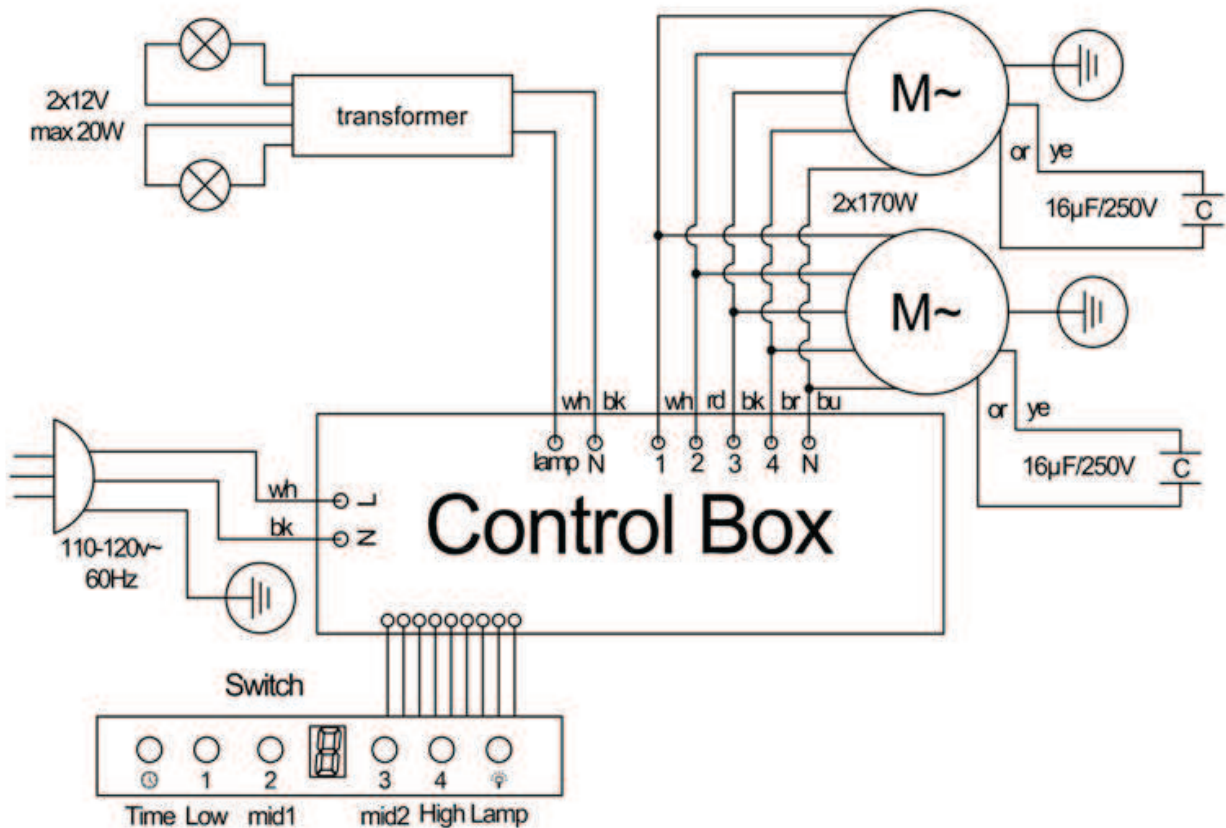 2x12V
max 20W
transformer
M~
or ye
2x170W
16µF/250V
C
M~
or ye
16µF/250V
C
wh bk wh rd bk br bu
lamp N 1 2 3 4 N
Control Box
wh L
bk N
110-120v~
60Hz
Switch
8
1 2 3 4
Time Low mid1 mid2 High Lamp